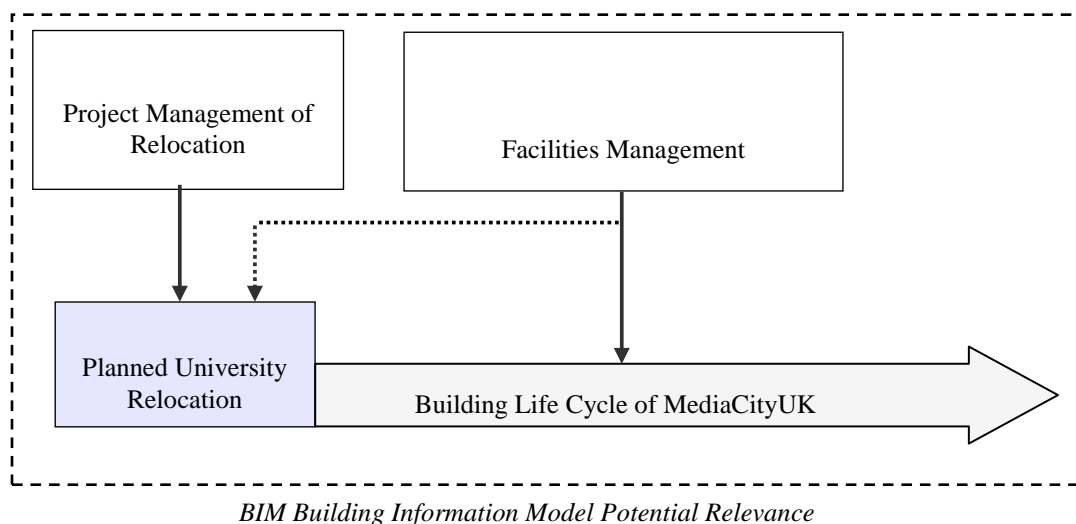 Project Management of
Relocation
Facilities Management
Planned University
Relocation
Building Life Cycle of MediaCityUK
BIM Building Information Model Potential Relevance